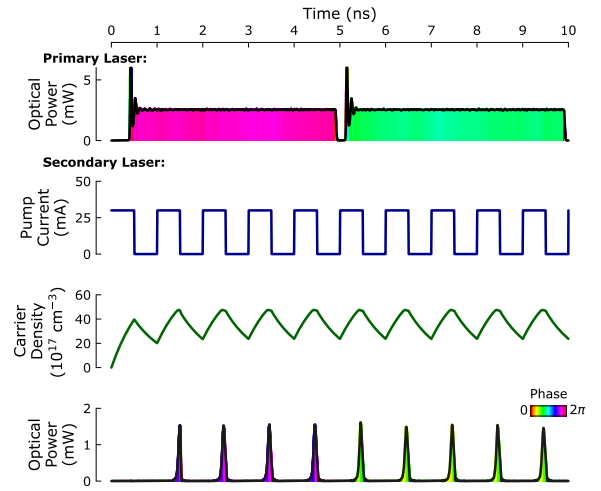 Time (ns)
0 1 2 3 4 5 6 7 8 9 10
Primary Laser:
Optical
Power
(mW)
5
0
Secondary Laser:
Pump
Current
(mA)
50
25
0
Carrier
Density
(10¹⁷ cm⁻³)
60
40
20
0
Optical
Power
(mW)
2
1
0
Phase
0 2π